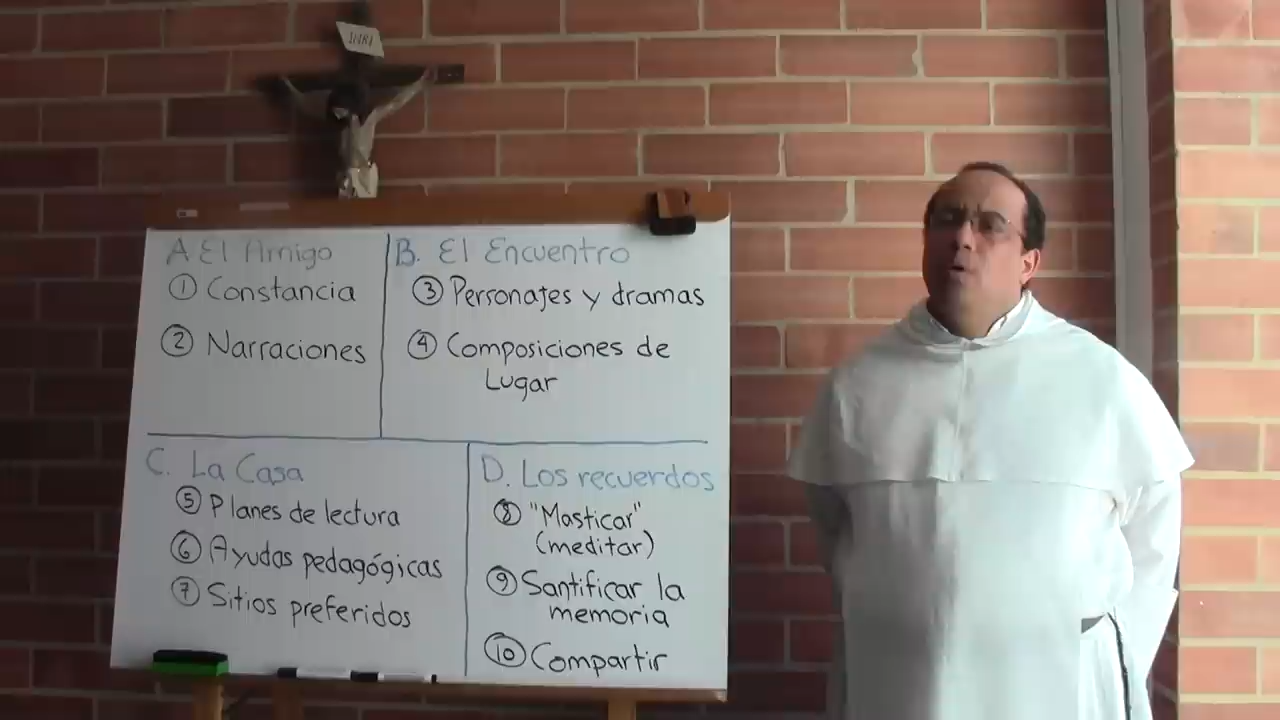 INRI
A El Amigo
① Constancia
② Narraciones
B. El Encuentro
③ Personajes y dramas
④ Composiciones de
Lugar
C. La Casa
⑤ Planes de lectura
⑥ Ayudas pedagógicas
⑦ Sitios preferidos
D. Los recuerdos
⑧ "Masticar"
(meditar)
⑨ Santificar la
memoria
⑩ Compartir